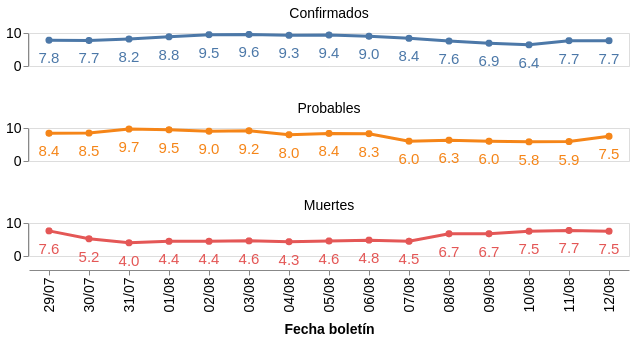 Confirmados
10
7.8 7.7 8.2 8.8 9.5 9.6 9.3 9.4 9.0 8.4 7.6 6.9 6.4 7.7 7.7
0
Probables
10
8.4 8.5 9.7 9.5 9.0 9.2 8.0 8.4 8.3 6.0 6.3 6.0 5.8 5.9 7.5
0
Muertes
10
7.6 5.2 4.0 4.4 4.4 4.6 4.3 4.6 4.8 4.5 6.7 6.7 7.5 7.7 7.5
0
29/07 30/07 31/07 01/08 02/08 03/08 04/08 05/08 06/08 07/08 08/08 09/08 10/08 11/08 12/08
Fecha boletín